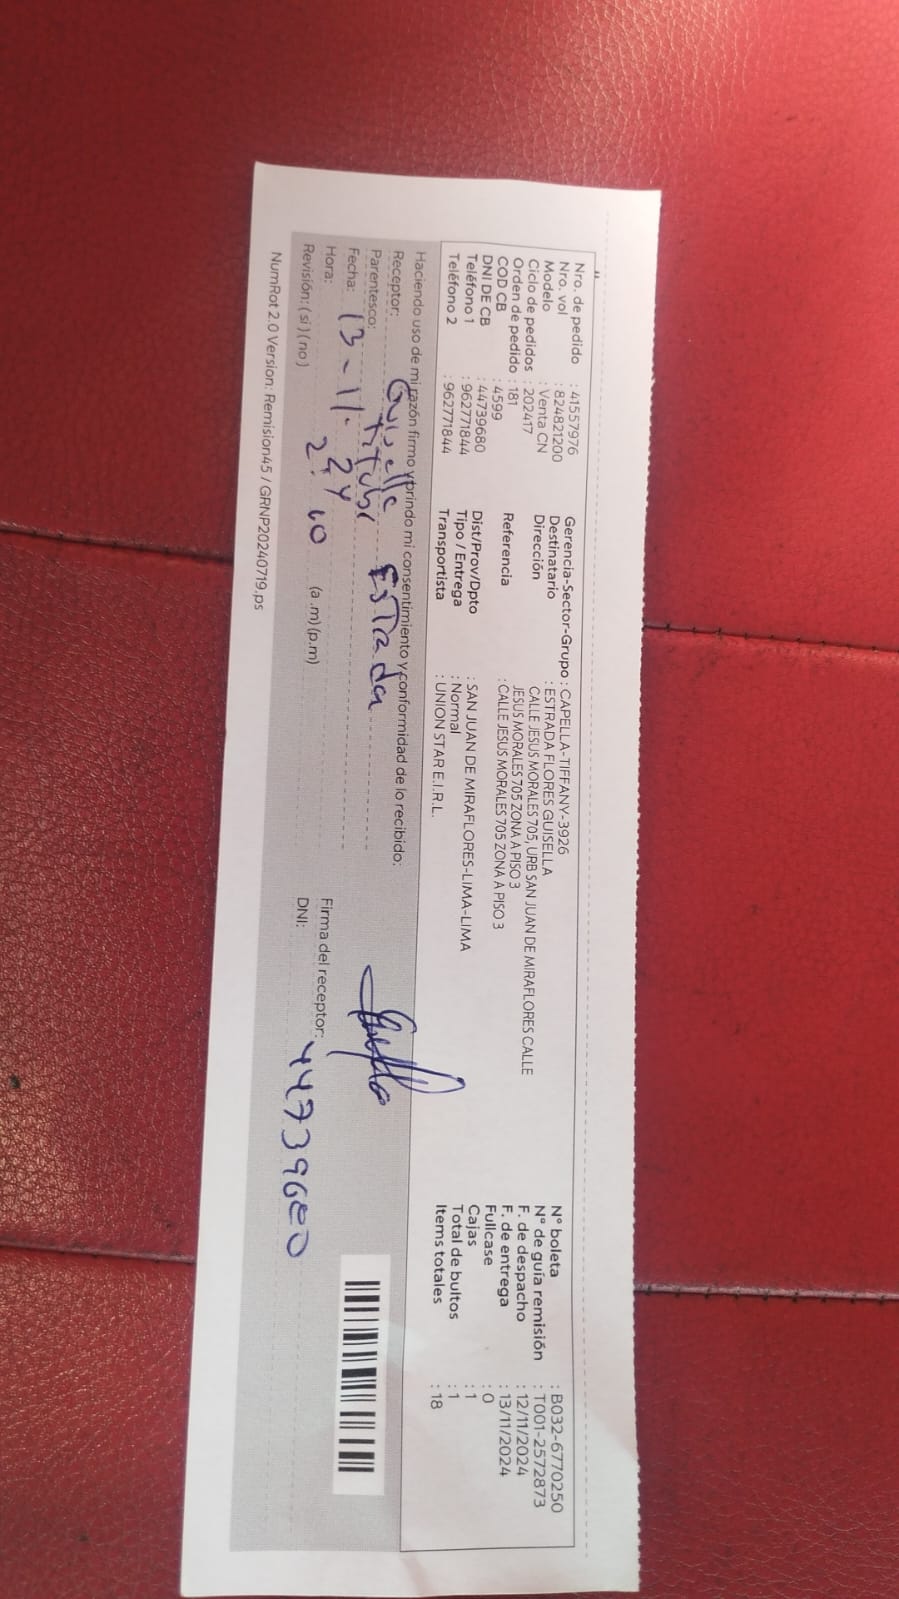 Nro. de pedido : 41557976
Nro. vol : 824821200
Modelo : Venta CN
Ciclo de pedidos : 202417
Orden de pedido : 181
COD CB : 4599
DNI DE CB : 44739680
Teléfono 1 : 962771844
Teléfono 2 : 962771844
Gerencia-Sector-Grupo : CAPELLA-TIFFANY-3926
Destinatario : ESTRADA FLORES GUISELLA
Dirección CALLE JESUS MORALES 705, URB SAN JUAN DE MIRAFLORES CALLE
JESUS MORALES 705 ZONA A PISO 3
Referencia : CALLE JESUS MORALES 705 ZONA A PISO 3
Dist/Prov/Dpto : SAN JUAN DE MIRAFLORES-LIMA-LIMA
Tipo / Entrega : Normal
Transportista : UNION STAR E.I.R.L.
N° boleta : B032-6770250
N° de guía remisión : T001-2572873
F. de despacho : 12/11/2024
F. de entrega : 13/11/2024
Fullcase : 0
Cajas : 1
Total de bultos : 1
Items totales : 18
Haciendo uso de mi razón firmo y brindo mi consentimiento y conformidad de lo recibido:
Receptor: Guisella Estrada
Parentesco: titular
Fecha: 13-11-24
Hora: 2:10 (a .m) (p.m)
Revisión: ( si ) ( no )
Firma del receptor:
DNI: 44739680
NumRot 2.0 Version: Remision45 / GRNP20240719.ps